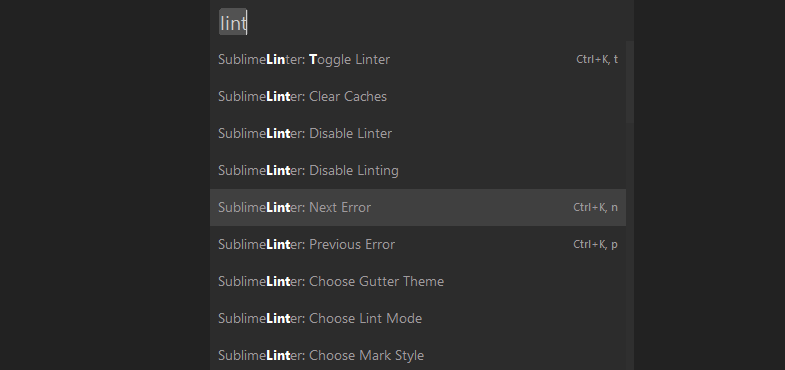 lint
SublimeLinter: Toggle Linter Ctrl+K, t
SublimeLinter: Clear Caches
SublimeLinter: Disable Linter
SublimeLinter: Disable Linting
SublimeLinter: Next Error Ctrl+K, n
SublimeLinter: Previous Error Ctrl+K, p
SublimeLinter: Choose Gutter Theme
SublimeLinter: Choose Lint Mode
SublimeLinter: Choose Mark Style